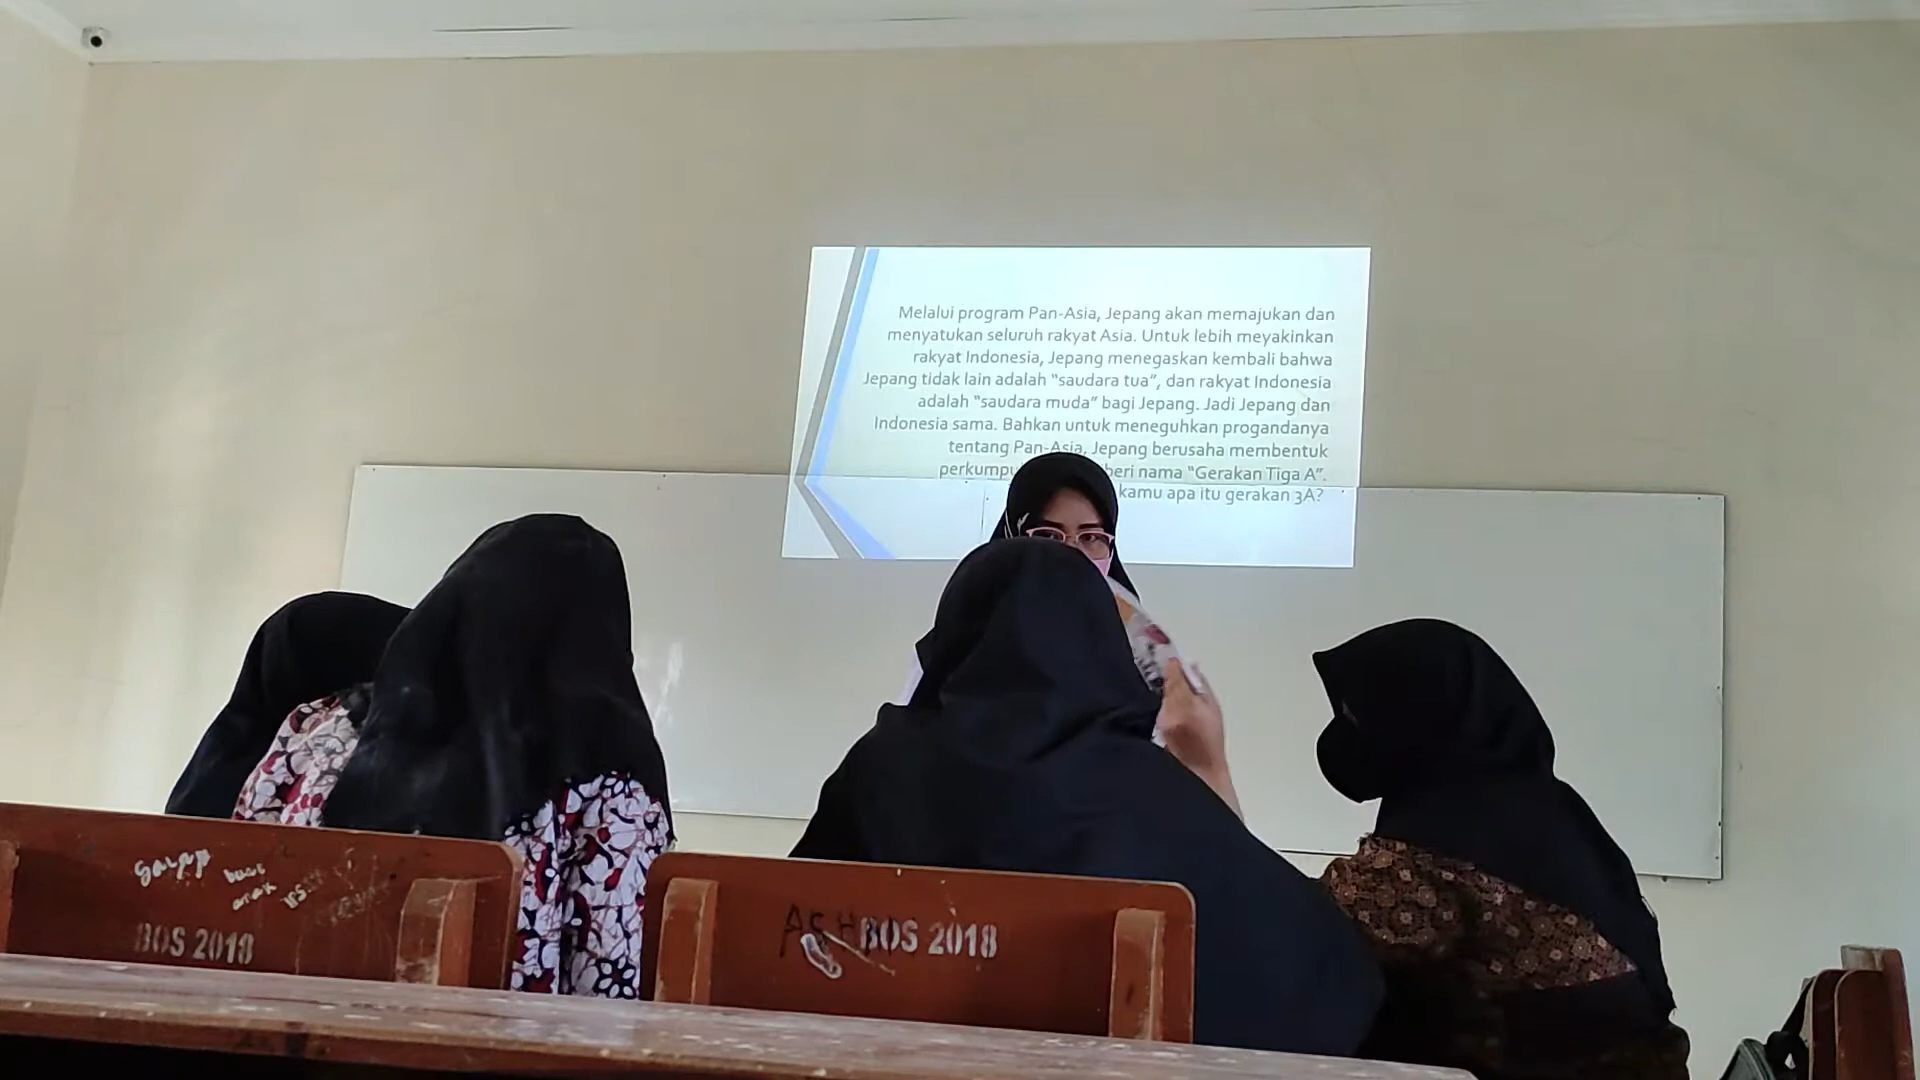 Melalui program Pan-Asia, Jepang akan memajukan dan
menyatukan seluruh rakyat Asia. Untuk lebih meyakinkan
rakyat Indonesia, Jepang menegaskan kembali bahwa
Jepang tidak lain adalah “saudara tua”, dan rakyat Indonesia
adalah “saudara muda” bagi Jepang. Jadi Jepang dan
Indonesia sama. Bahkan untuk meneguhkan progandanya
tentang Pan-Asia, Jepang berusaha membentuk
nama “Gerakan Tiga A”.
kamu apa itu gerakan 3A?
BOS 2018
BOS 2018